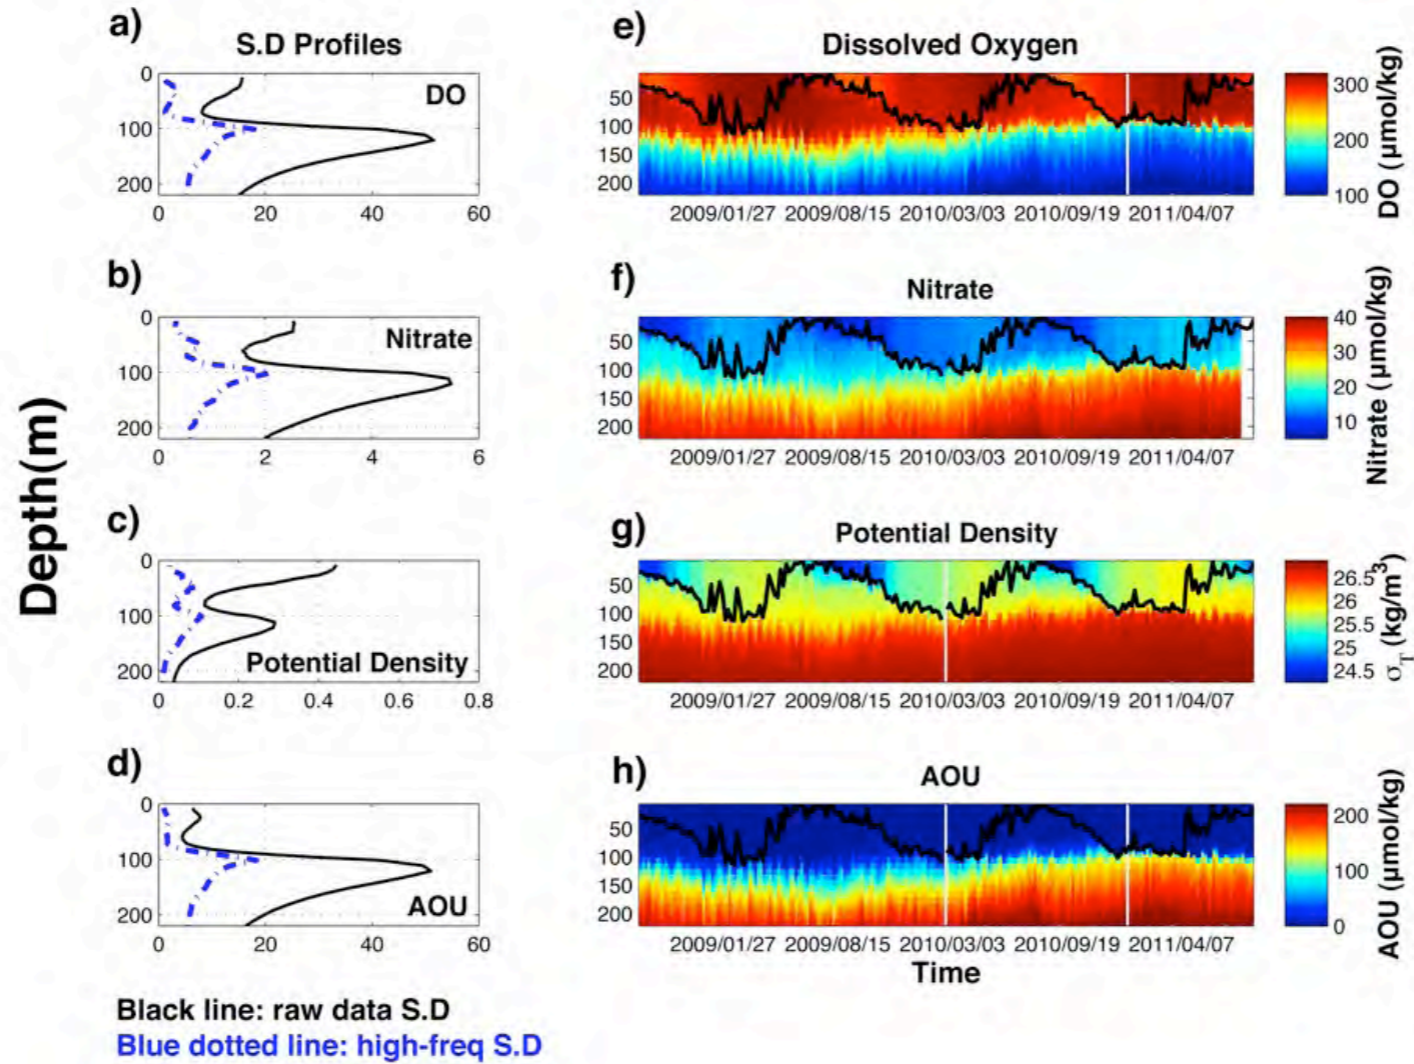 a)
S.D Profiles
DO
0
100
200
0 20 40 60
b)
Nitrate
0
100
200
0 2 4 6
c)
Potential Density
0
100
200
0 0.2 0.4 0.6 0.8
d)
AOU
0
100
200
0 20 40 60
Depth(m)
Black line: raw data S.D
Blue dotted line: high-freq S.D
e)
Dissolved Oxygen
50
100
150
200
2009/01/27 2009/08/15 2010/03/03 2010/09/19 2011/04/07
300
200
100
DO (µmol/kg)
f)
Nitrate
50
100
150
200
2009/01/27 2009/08/15 2010/03/03 2010/09/19 2011/04/07
40
30
20
10
Nitrate (µmol/kg)
g)
Potential Density
50
100
150
200
2009/01/27 2009/08/15 2010/03/03 2010/09/19 2011/04/07
26.5
26
25.5
25
24.5
σT (kg/m³)
h)
AOU
50
100
150
200
2009/01/27 2009/08/15 2010/03/03 2010/09/19 2011/04/07
Time
200
100
0
AOU (µmol/kg)